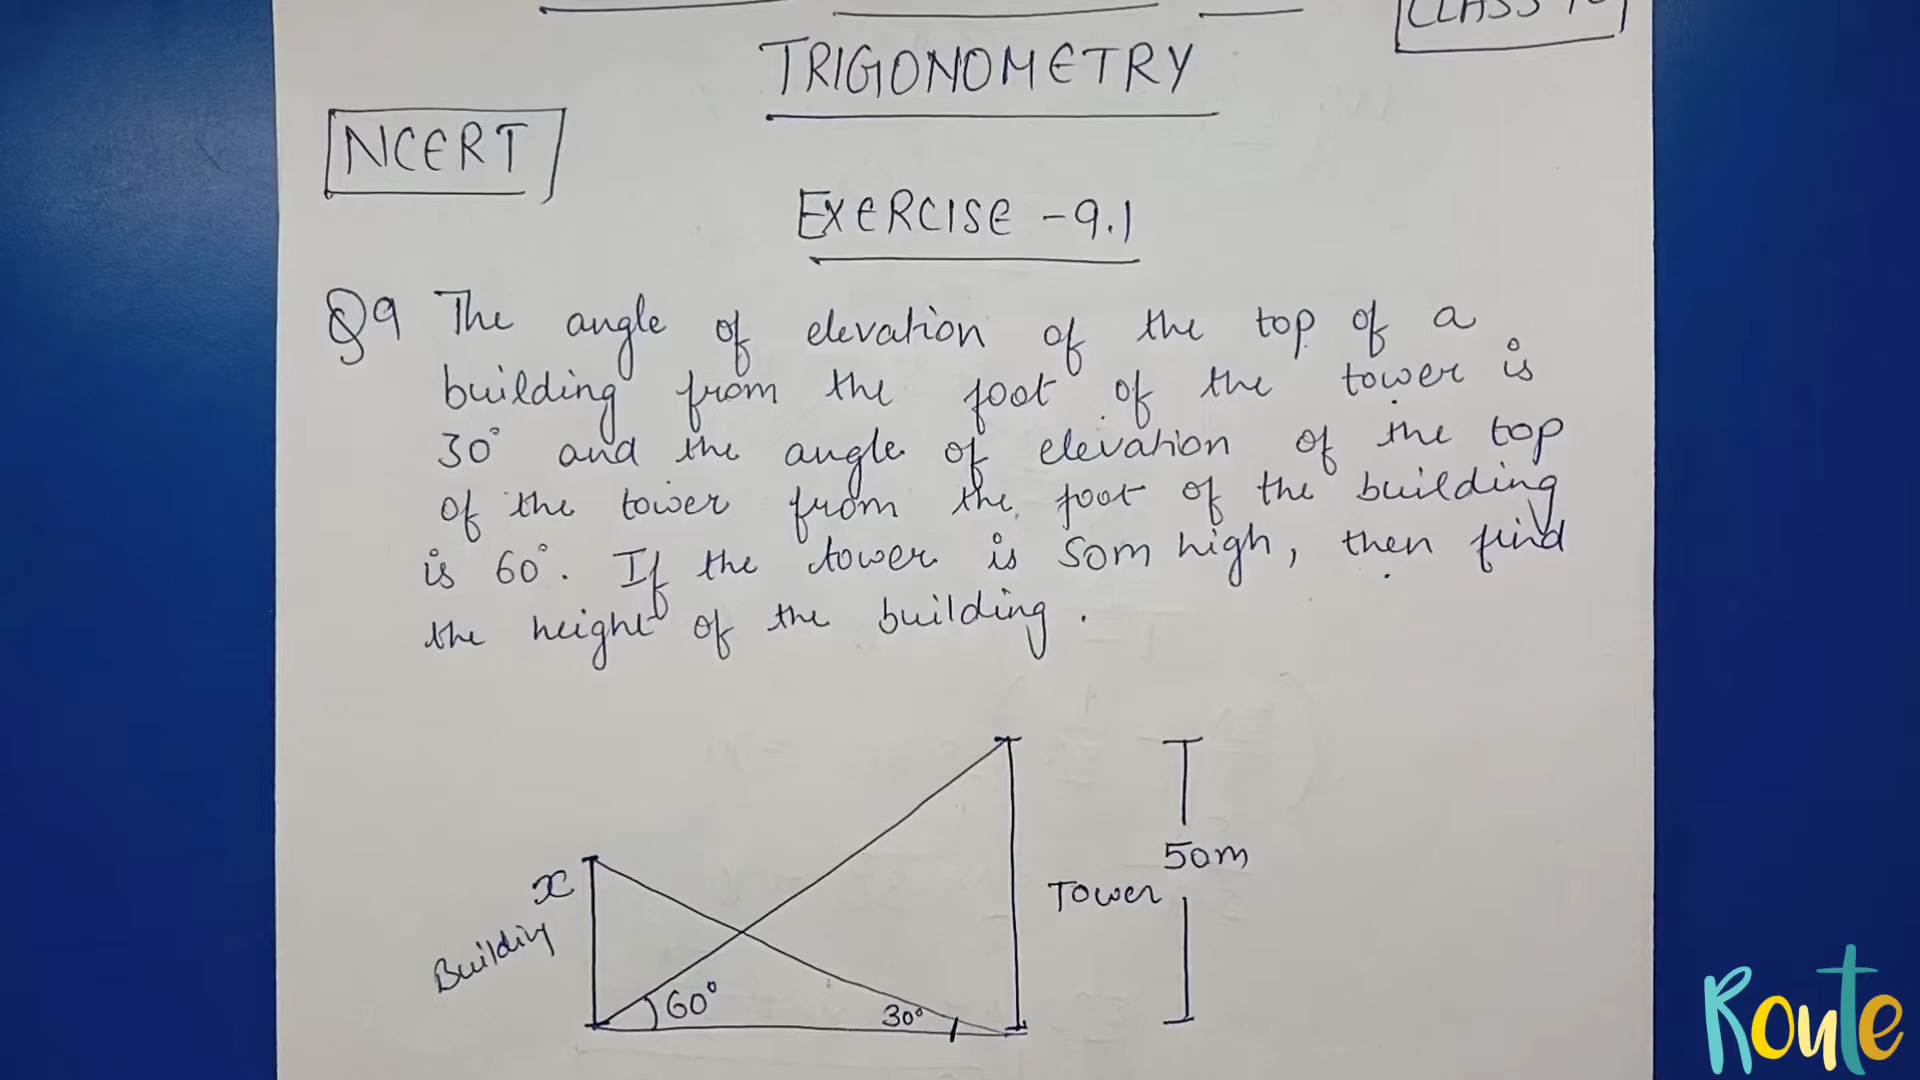 CLASS 10
TRIGONOMETRY
NCERT
EXERCISE - 9.1
Q9 The angle of elevation of the top of a
building from the foot of the tower is
30° and the angle of elevation of the top
of the tower from the foot of the building
is 60°. If the tower is 50m high, then find
the height of the building.
50m
x
Tower
Building
60°
30°
Route